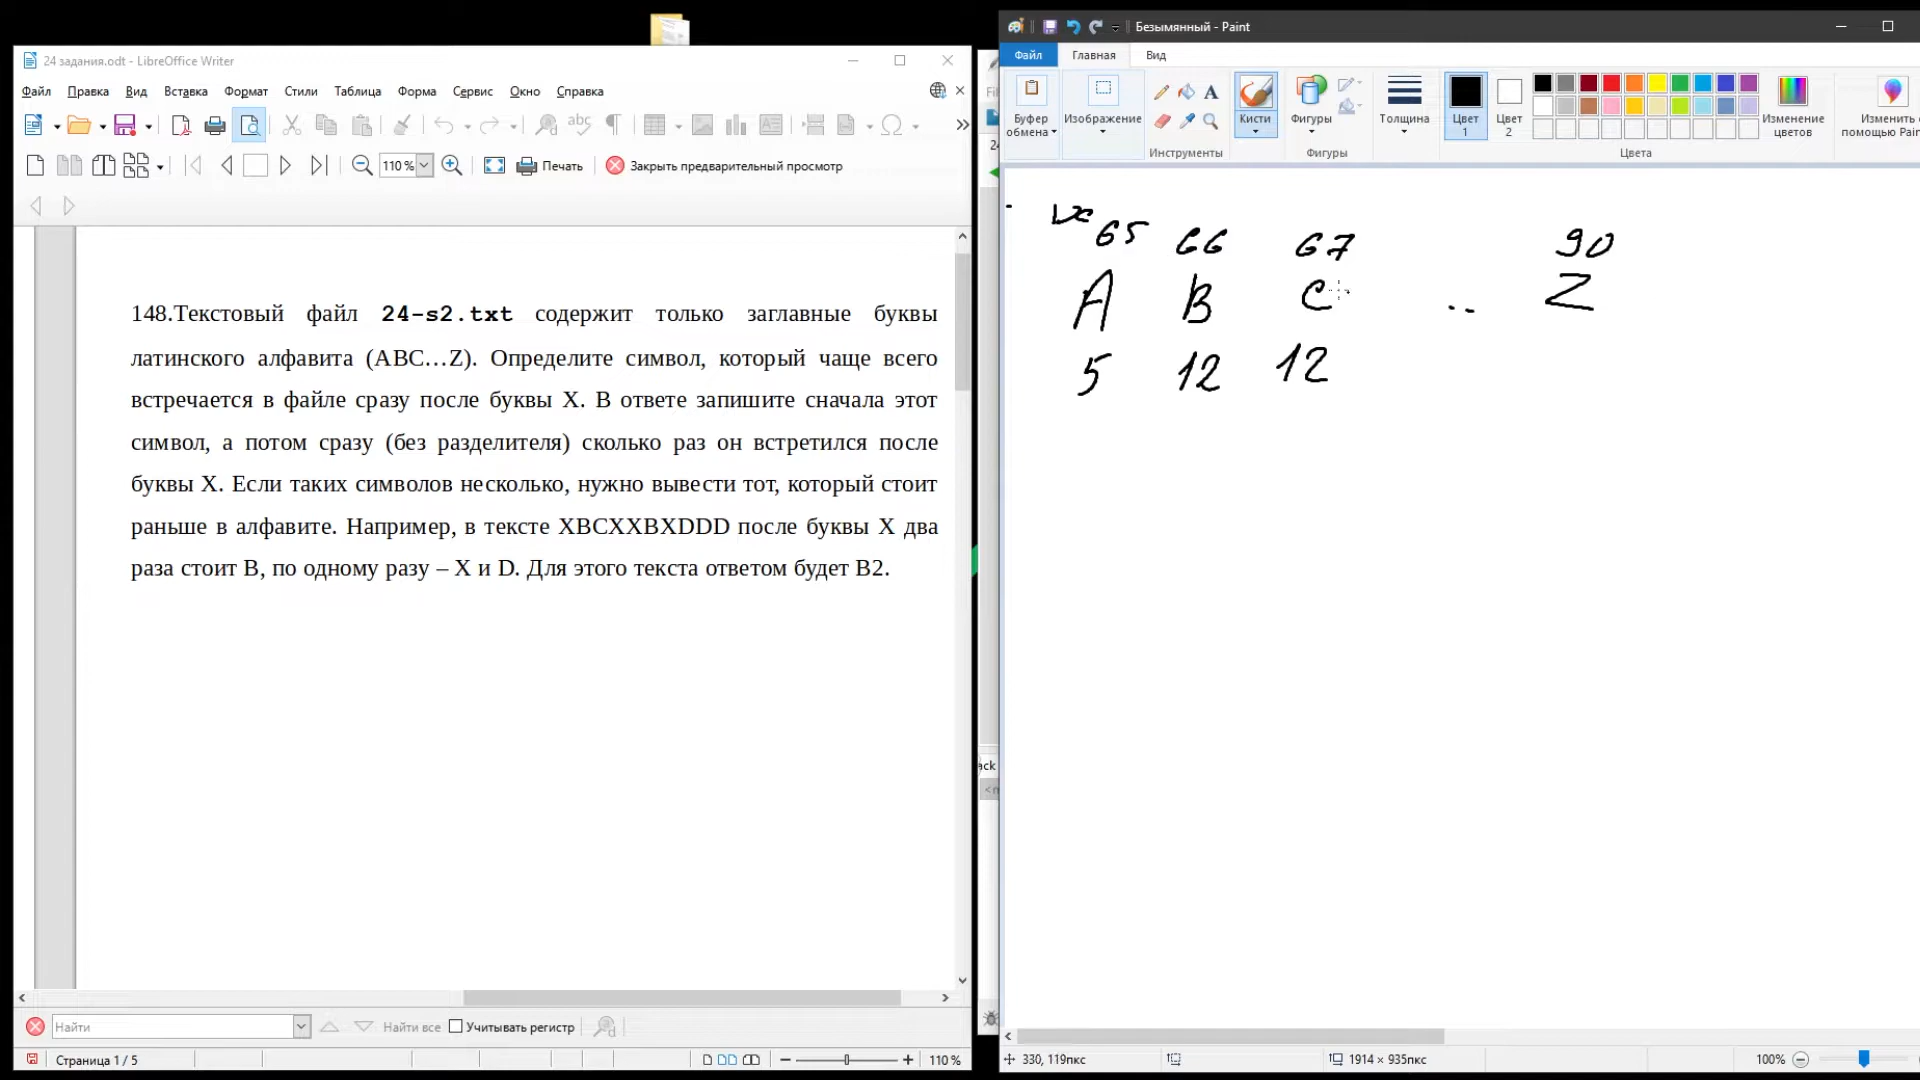 24 задания.odt - LibreOffice Writer
Файл Правка Вид Вставка Формат Стили Таблица Форма Сервис Окно Справка
110 % Печать Закрыть предварительный просмотр
148.Текстовый файл 24-s2.txt содержит только заглавные буквы
латинского алфавита (ABC…Z). Определите символ, который чаще всего
встречается в файле сразу после буквы X. В ответе запишите сначала этот
символ, а потом сразу (без разделителя) сколько раз он встретился после
буквы X. Если таких символов несколько, нужно вывести тот, который стоит
раньше в алфавите. Например, в тексте XBCXXBXDDD после буквы X два
раза стоит B, по одному разу – X и D. Для этого текста ответом будет B2.
Найти Найти все Учитывать регистр
Страница 1 / 5 110 %
Безымянный - Paint
Файл Главная Вид
Буфер обмена Изображение Кисти Фигуры Толщина Цвет 1 Цвет 2 Изменение цветов Изменить с помощью Pain
Инструменты Фигуры Цвета
65 66 67 90
A B C .. Z
5 12 12
330, 119пкс 1914 × 935пкс 100%